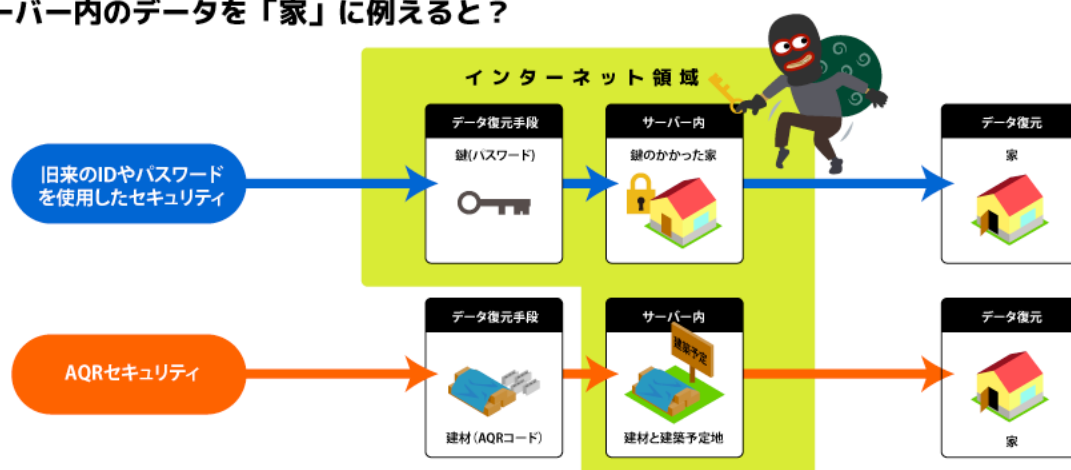 ーバー内のデータを「家」に例えると？
インターネット領域
データ復元手段
サーバー内
データ復元
鍵(パスワード)
鍵のかかった家
家
旧来のIDやパスワード
を使用したセキュリティ
データ復元手段
サーバー内
データ復元
建築予定
AQRセキュリティ
建材（AQRコード）
建材と建築予定地
家